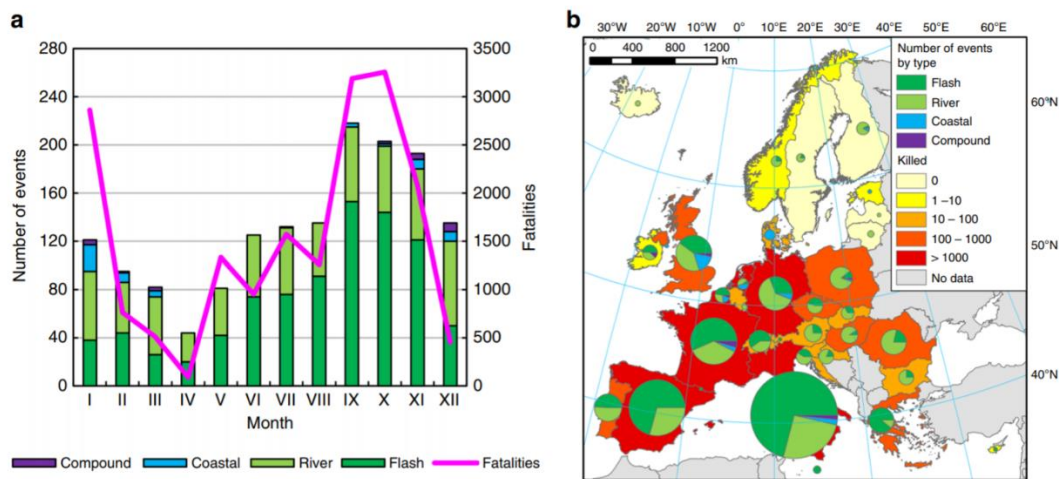 a
280
240
200
160
120
80
40
0
Number of events
3500
3000
2500
2000
1500
1000
500
0
Fatalities
I II III IV V VI VII VIII IX X XI XII
Month
Compound Coastal River Flash Fatalities
b
30°W 20°W 10°W 0° 10°E 20°E 30°E 40°E 50°E 60°E
0 400 800 1200
km
60°N
50°N
40°N
Number of events
by type
Flash
River
Coastal
Compound
Killed
0
1 –10
10 – 100
100 – 1000
> 1000
No data